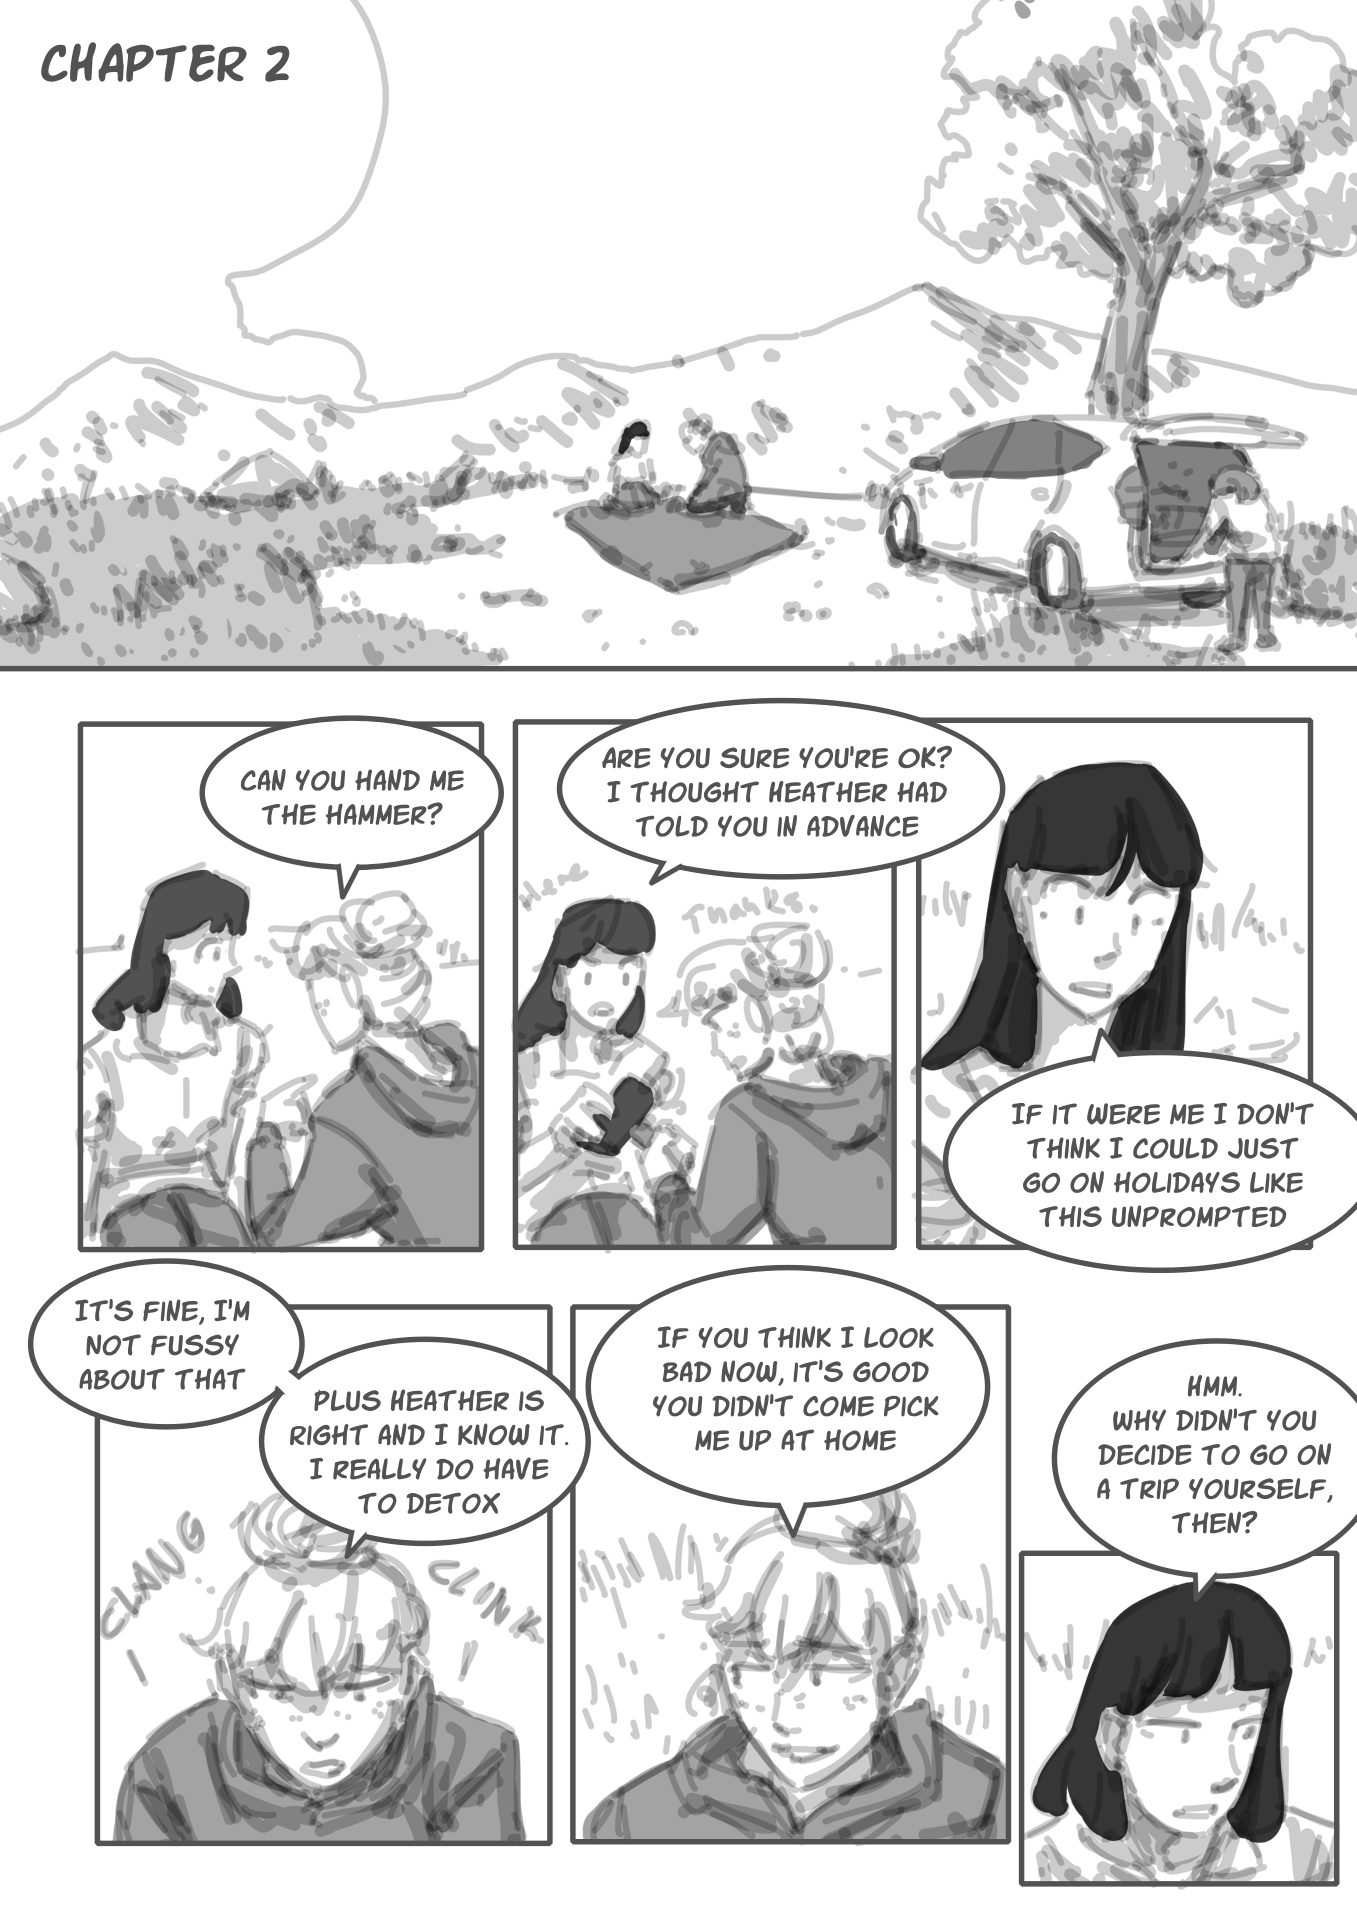 CHAPTER 2
CAN YOU HAND ME
THE HAMMER?
ARE YOU SURE YOU'RE OK?
I THOUGHT HEATHER HAD
TOLD YOU IN ADVANCE
Here
Thanks.
IF IT WERE ME I DON'T
THINK I COULD JUST
GO ON HOLIDAYS LIKE
THIS UNPROMPTED
IT'S FINE, I'M
NOT FUSSY
ABOUT THAT
PLUS HEATHER IS
RIGHT AND I KNOW IT.
I REALLY DO HAVE
TO DETOX
CLANG
CLINK
IF YOU THINK I LOOK
BAD NOW, IT'S GOOD
YOU DIDN'T COME PICK
ME UP AT HOME
HMM.
WHY DIDN'T YOU
DECIDE TO GO ON
A TRIP YOURSELF,
THEN?